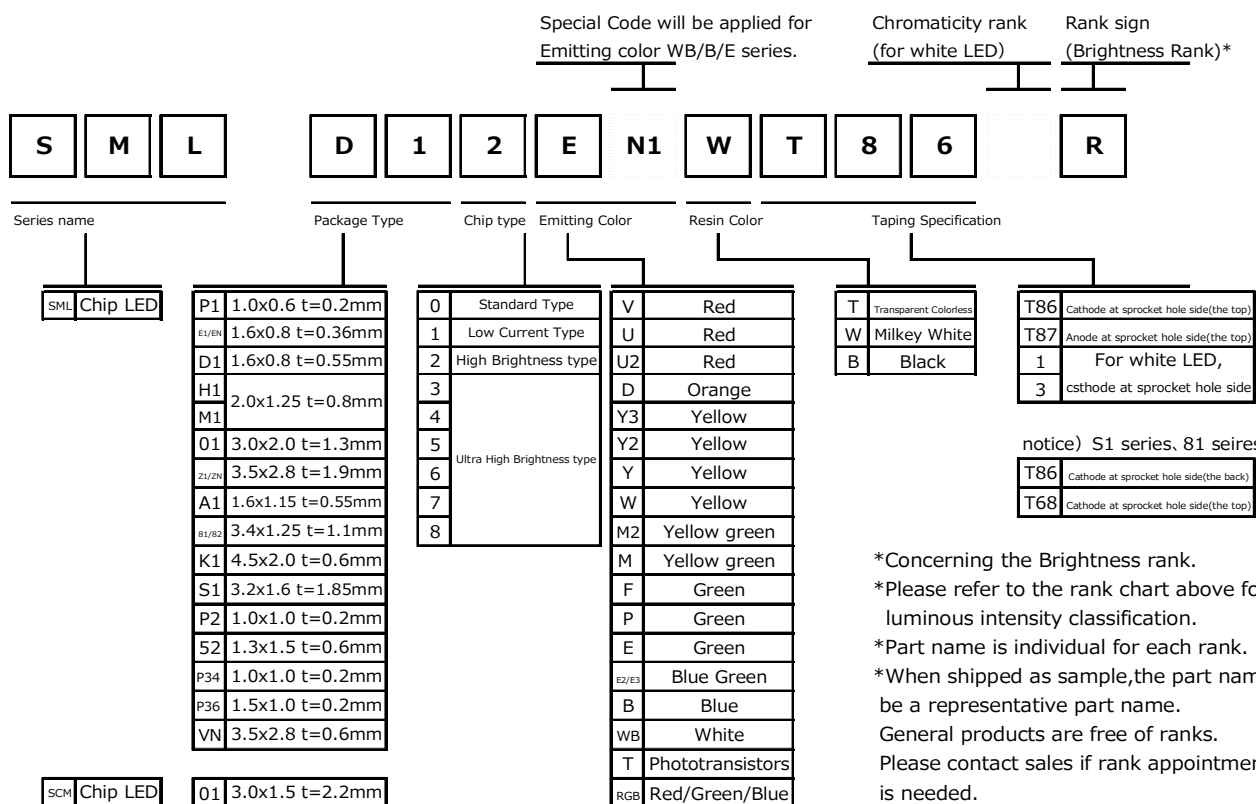 Special Code will be applied for
Emitting color WB/B/E series.
Chromaticity rank
(for white LED)
Rank sign
(Brightness Rank)*
S M L D 1 2 E N1 W T 8 6 R
Series name
Package Type
Chip type
Emitting Color
Resin Color
Taping Specification
SML Chip LED
P1 1.0x0.6 t=0.2mm
E1/EN 1.6x0.8 t=0.36mm
D1 1.6x0.8 t=0.55mm
H1
M1
2.0x1.25 t=0.8mm
01 3.0x2.0 t=1.3mm
Z1/ZN 3.5x2.8 t=1.9mm
A1 1.6x1.15 t=0.55mm
81/82 3.4x1.25 t=1.1mm
K1 4.5x2.0 t=0.6mm
S1 3.2x1.6 t=1.85mm
P2 1.0x1.0 t=0.2mm
52 1.3x1.5 t=0.6mm
P34 1.0x1.0 t=0.2mm
P36 1.5x1.0 t=0.2mm
VN 3.5x2.8 t=0.6mm
SCM Chip LED
01 3.0x1.5 t=2.2mm
0 Standard Type
1 Low Current Type
2 High Brightness type
3
4
5
6
7
8
Ultra High Brightness type
V Red
U Red
U2 Red
D Orange
Y3 Yellow
Y2 Yellow
Y Yellow
W Yellow
M2 Yellow green
M Yellow green
F Green
P Green
E Green
E2/E3 Blue Green
B Blue
WB White
T Phototransistors
RGB Red/Green/Blue
T Transparent Colorless
W Milkey White
B Black
T86 Cathode at sprocket hole side(the top)
T87 Anode at sprocket hole side(the top)
1 For white LED,
3 csthode at sprocket hole side
notice）S1 series、81 seires
T86 Cathode at sprocket hole side(the back)
T68 Cathode at sprocket hole side(the top)
*Concerning the Brightness rank.
*Please refer to the rank chart above fo
luminous intensity classification.
*Part name is individual for each rank.
*When shipped as sample,the part nam
be a representative part name.
General products are free of ranks.
Please contact sales if rank appointmen
is needed.